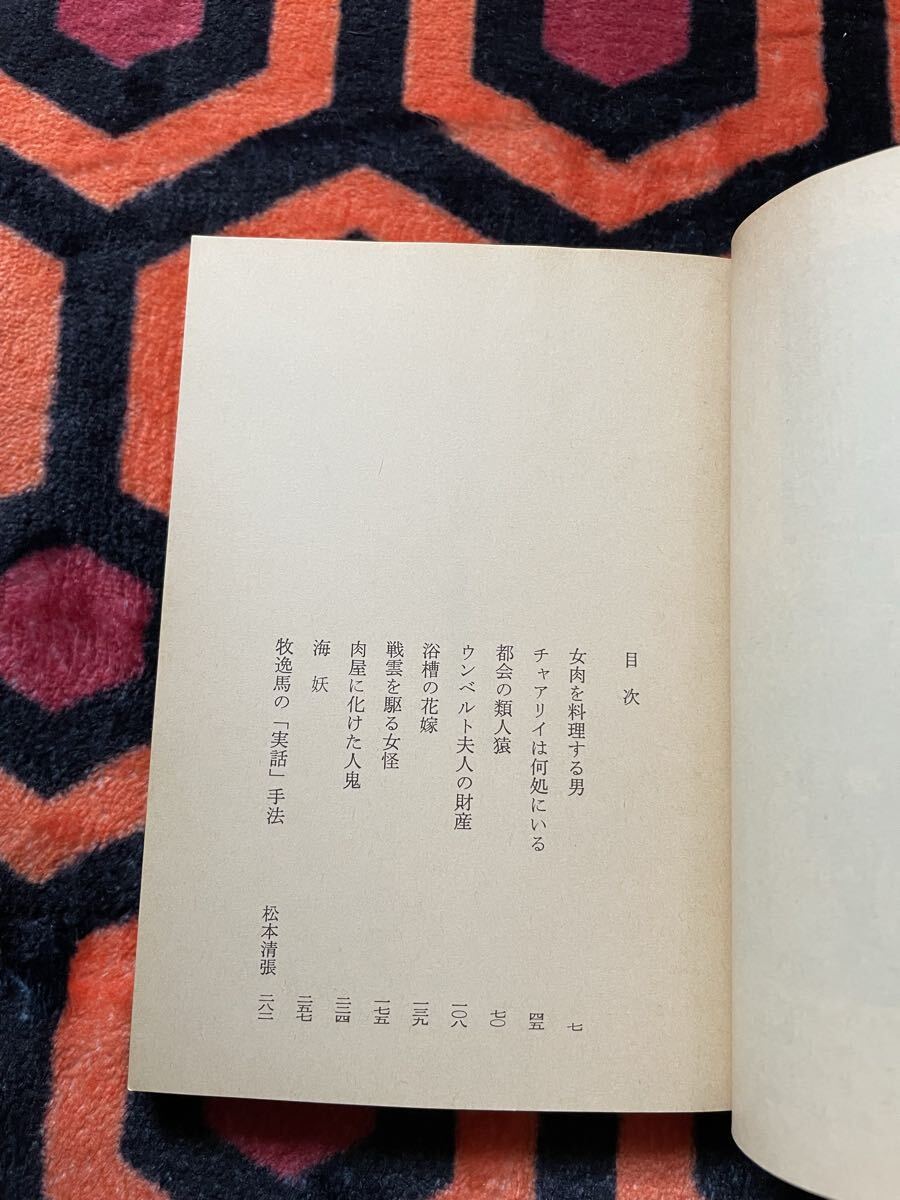 目次
女肉を料理する男 七
チャアリイは何処にいる 四五
都会の類人猿 七〇
ウンベルト夫人の財産 一〇八
浴槽の花嫁 一三九
戦雲を駆る女怪 一七五
肉屋に化けた人鬼 二二四
海妖 二五七
牧逸馬の「実話」手法 松本清張 二八二